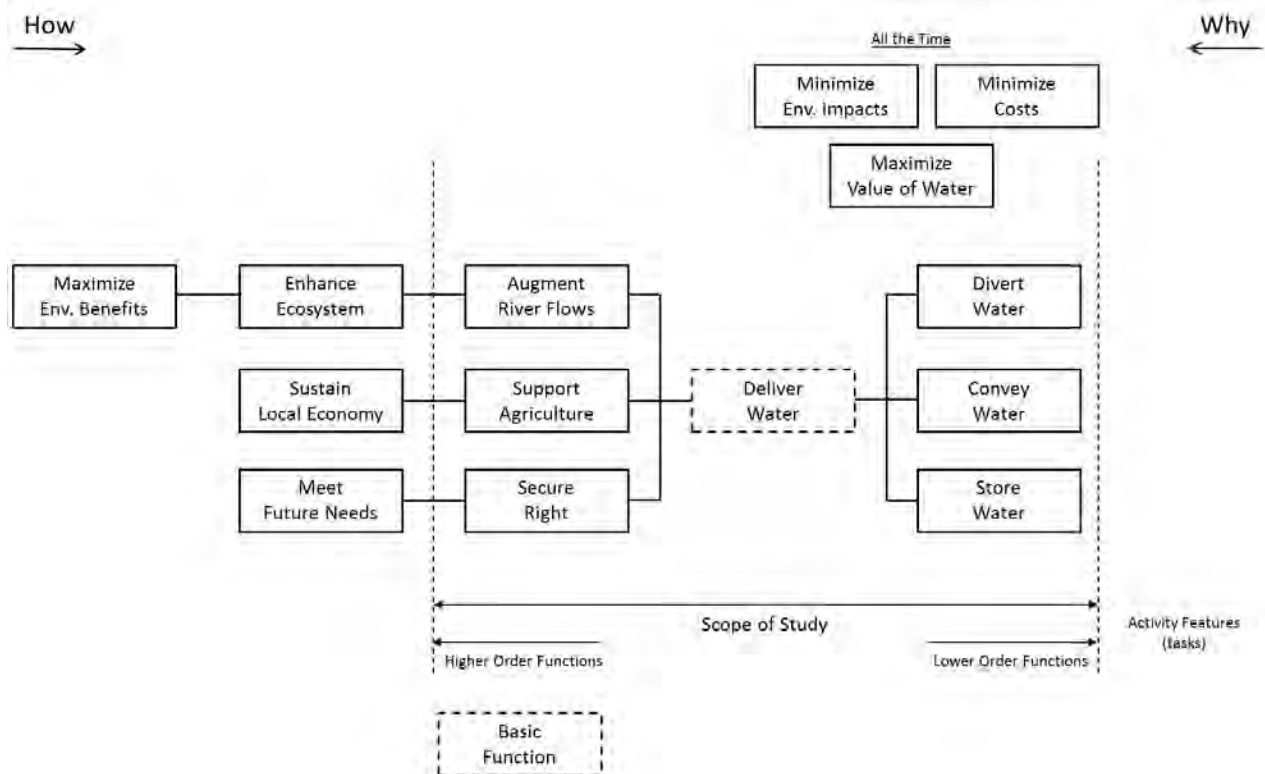 How
Why
All the Time
Minimize
Env. Impacts
Minimize
Costs
Maximize
Value of Water
Maximize
Env. Benefits
Enhance
Ecosystem
Augment
River Flows
Divert
Water
Sustain
Local Economy
Support
Agriculture
Deliver
Water
Convey
Water
Meet
Future Needs
Secure
Right
Store
Water
Scope of Study
Activity Features
(tasks)
Higher Order Functions
Lower Order Functions
Basic
Function